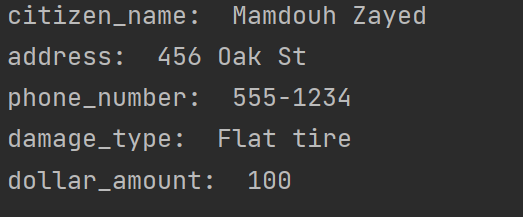 citizen_name:  Mamdouh Zayed
address:  456 Oak St
phone_number:  555-1234
damage_type:  Flat tire
dollar_amount:  100